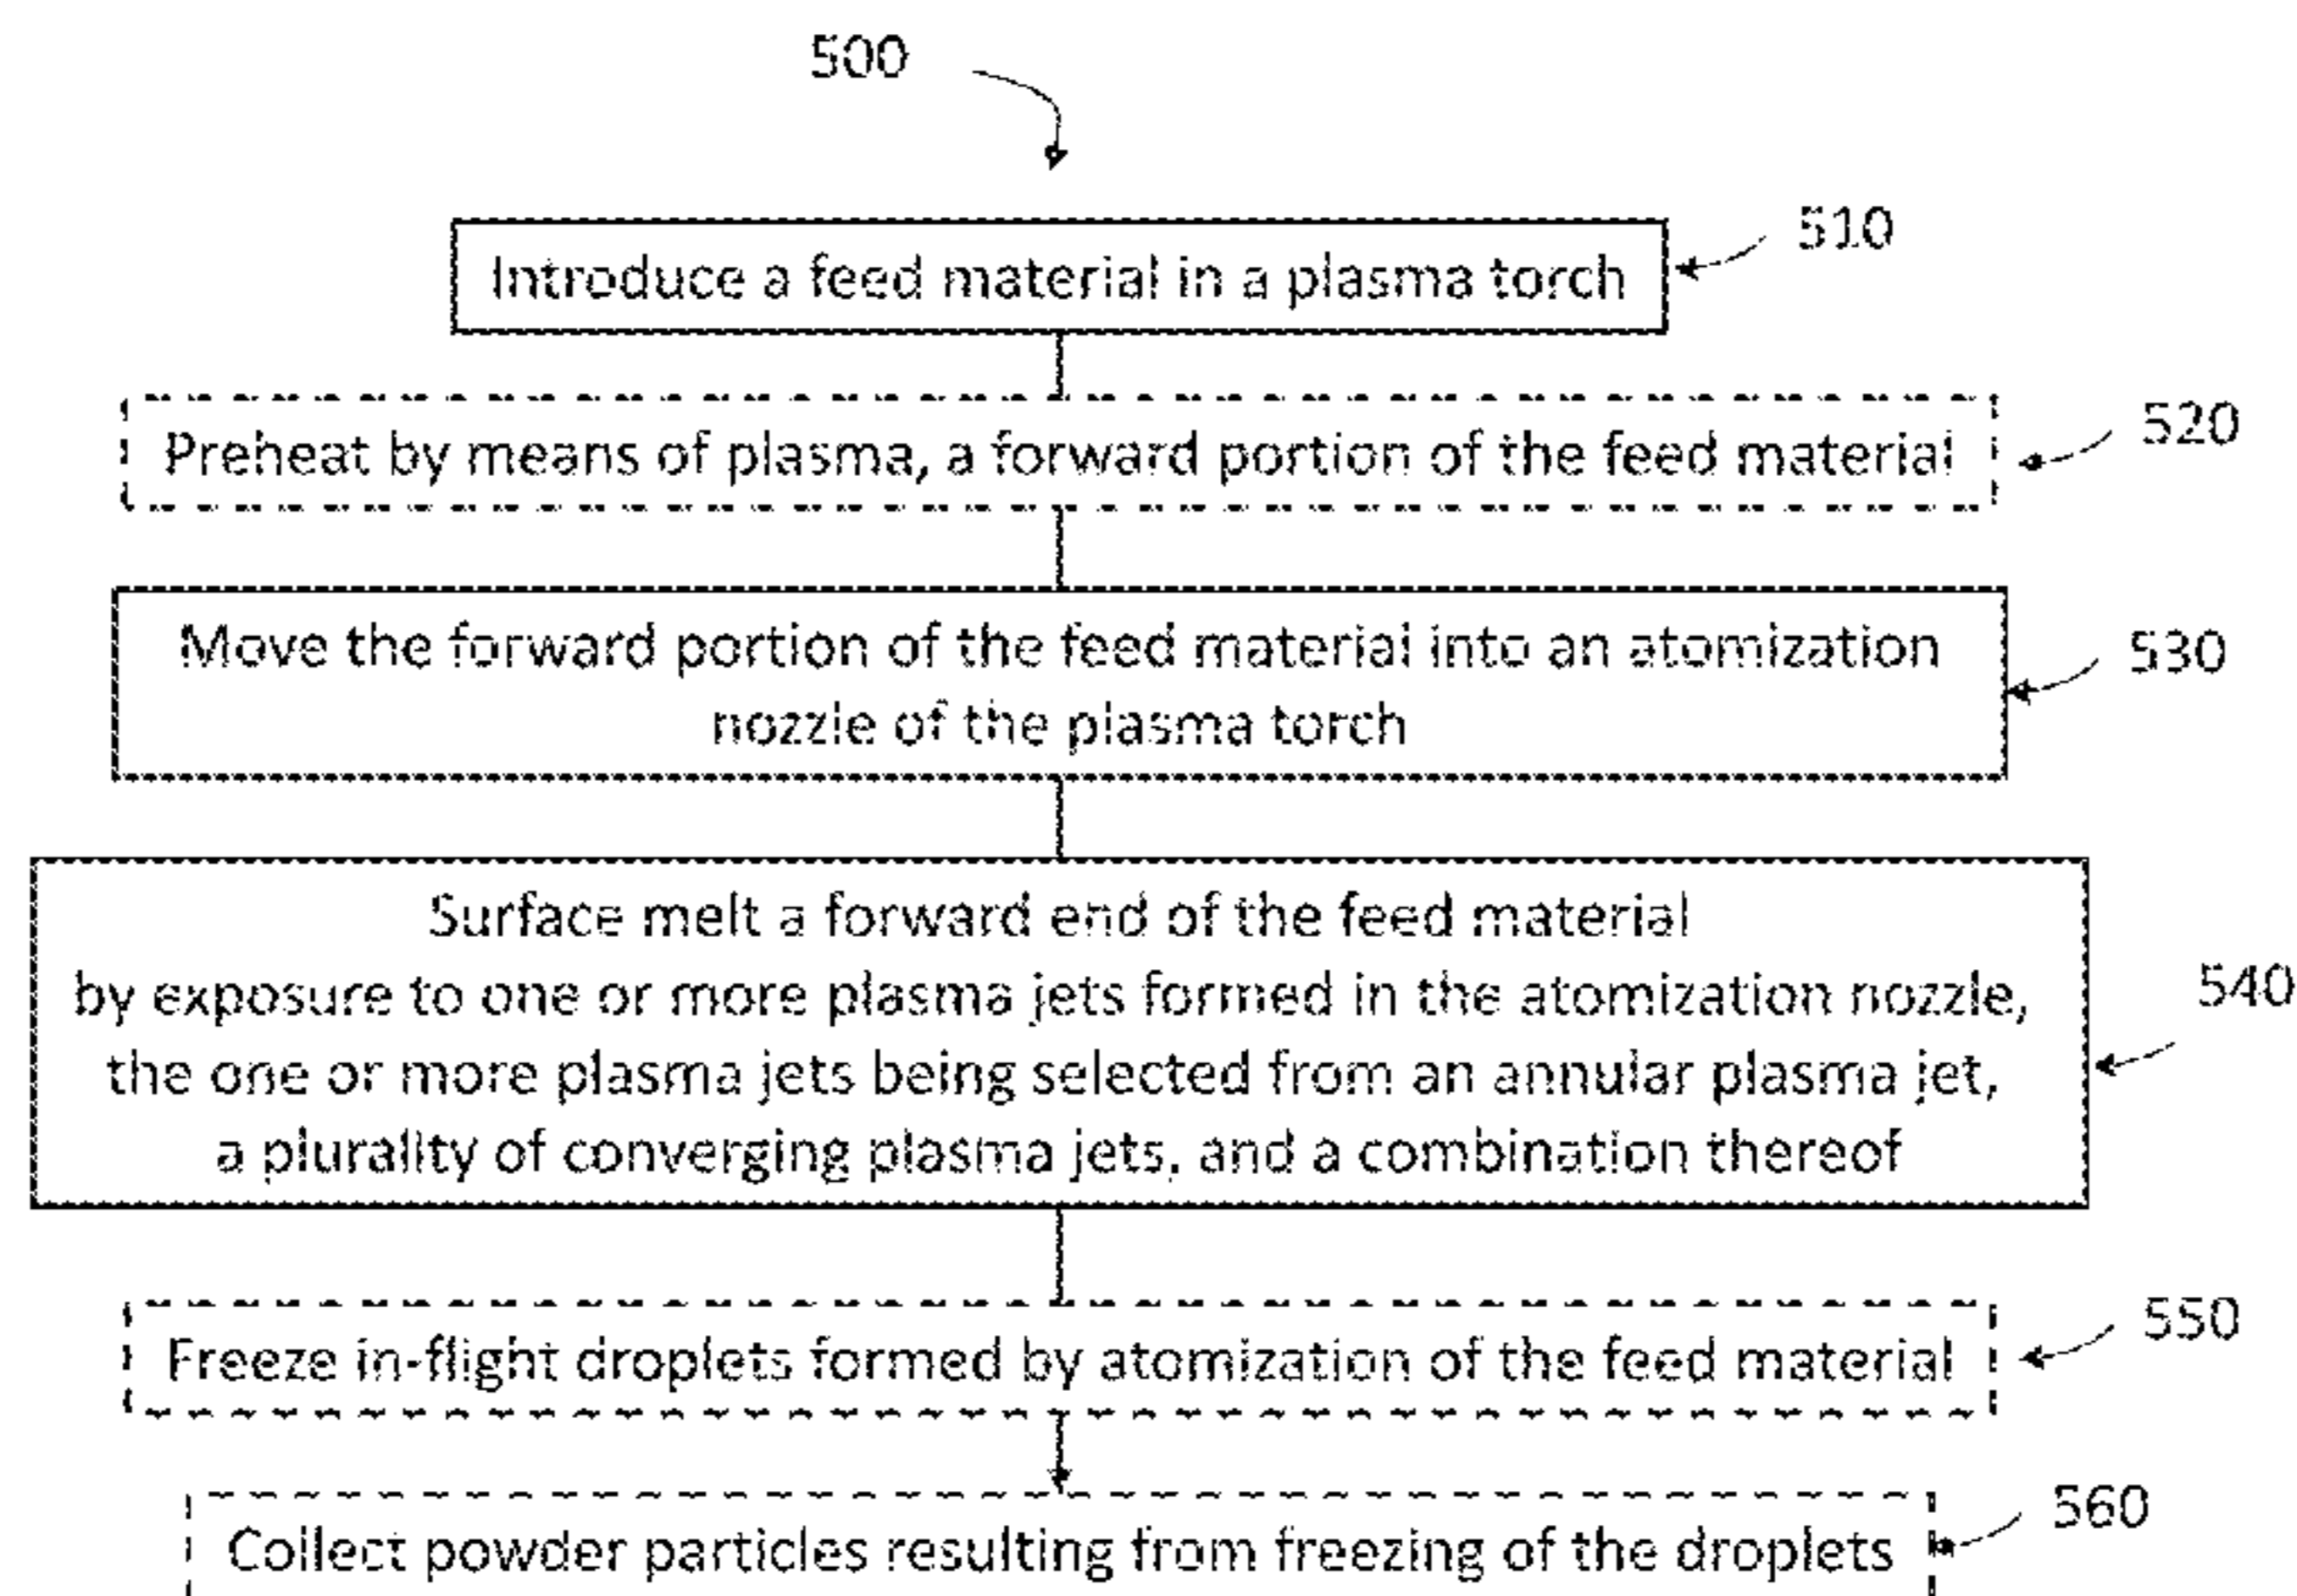 500
Introduce a feed material in a plasma torch
510
Preheat by means of plasma, a forward portion of the feed material
520
Move the forward portion of the feed material into an atomization
nozzle of the plasma torch
530
Surface melt a forward end of the feed material
by exposure to one or more plasma jets formed in the atomization nozzle,
the one or more plasma jets being selected from an annular plasma jet,
a plurality of converging plasma jets, and a combination thereof
540
Freeze in-flight droplets formed by atomization of the feed material
550
Collect powder particles resulting from freezing of the droplets
560